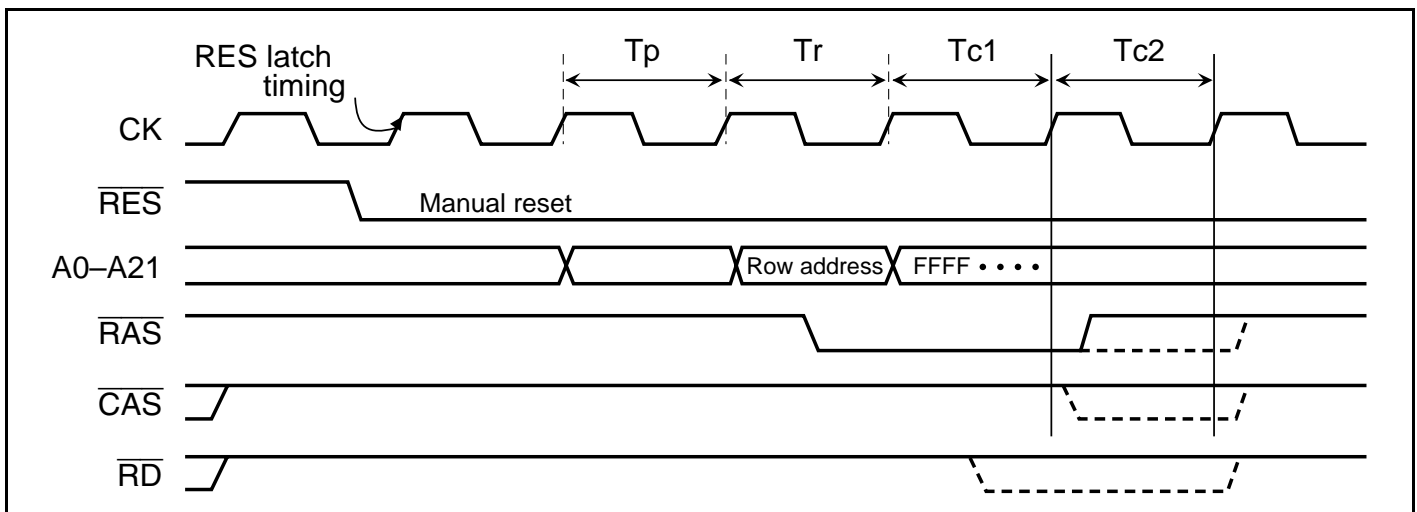 RES latch
timing
Tp Tr Tc1 Tc2
CK
RES
Manual reset
A0–A21
Row address
FFFF • • • •
RAS
CAS
RD